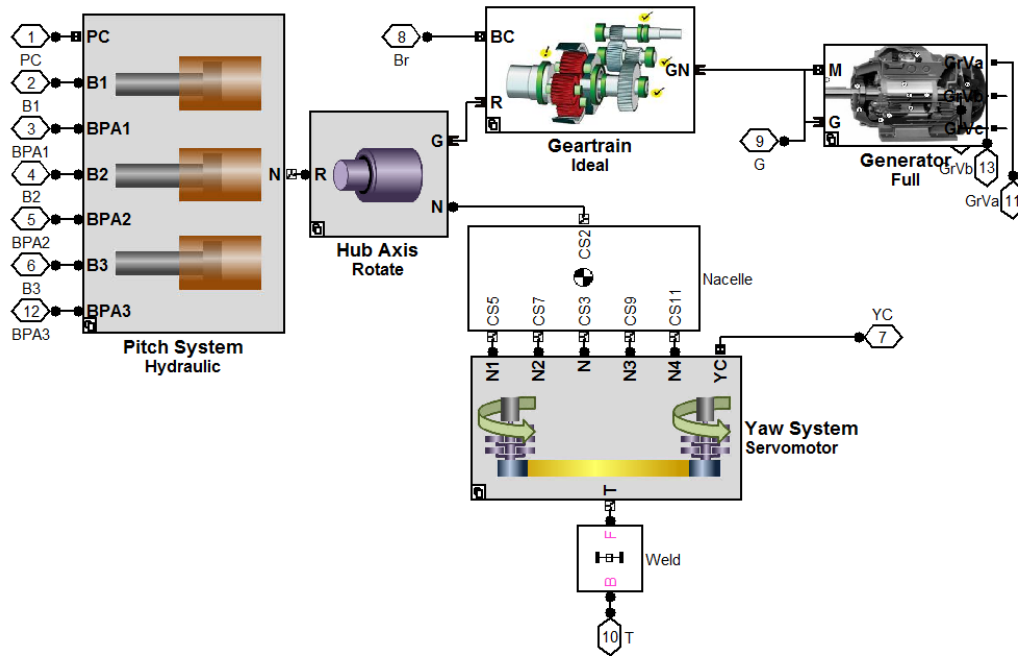 1
PC
PC
2
B1
B1
3
BPA1
BPA1
4
B2
B2
5
BPA2
BPA2
6
B3
B3
12
BPA3
BPA3
N
Pitch System
Hydraulic
R
G
N
Hub Axis
Rotate
8
Br
BC
R
GN
Geartrain
Ideal
9
G
M
G
GrVa
GrVb
GrVc
Generator
Full
GrVb
13
GrVa
11
CS2
CS5
CS7
CS3
CS9
CS11
Nacelle
N1
N2
N
N3
N4
YC
YC
7
T
Yaw System
Servomotor
F
B
Weld
10
T